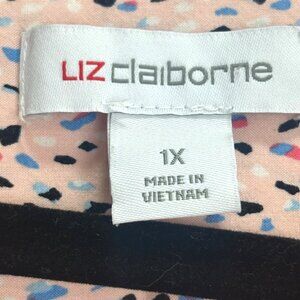 LIZ claiborne
1X
MADE IN
VIETNAM